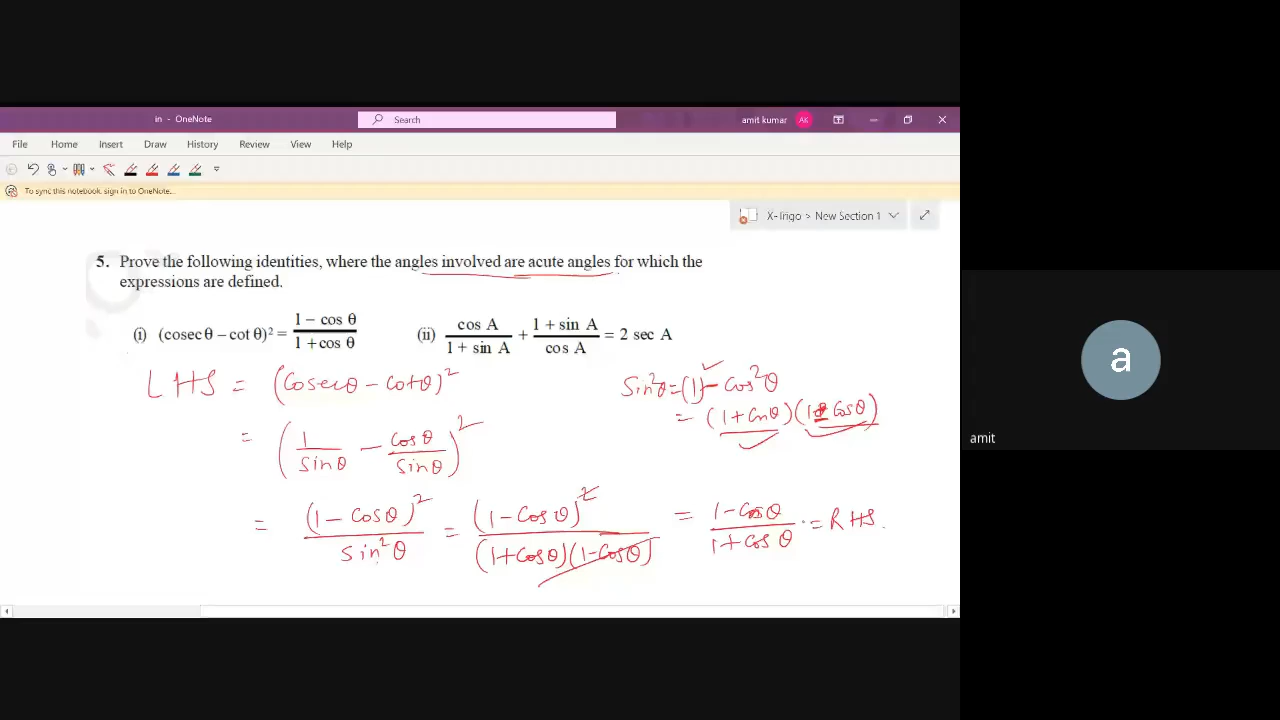 in - OneNote
Search
amit kumar AK
File Home Insert Draw History Review View Help
To sync this notebook, sign in to OneNote...
X-Trigo > New Section 1
5. Prove the following identities, where the angles involved are acute angles for which the
expressions are defined.
(i) (cosec θ – cot θ)² = (1 – cos θ)/(1 + cos θ) (ii) cos A/(1 + sin A) + (1 + sin A)/cos A = 2 sec A
LHS = (Cosecθ – Cotθ)²
Sin²θ = (1) – Cos²θ
= (1 + Cosθ)(1 – Cosθ)
= (1/Sinθ – Cosθ/Sinθ)²
= (1 – Cosθ)²/Sin²θ = (1 – Cosθ)²/(1+Cosθ)(1–Cosθ) = 1–Cosθ/1+Cosθ = RHS.
a
amit